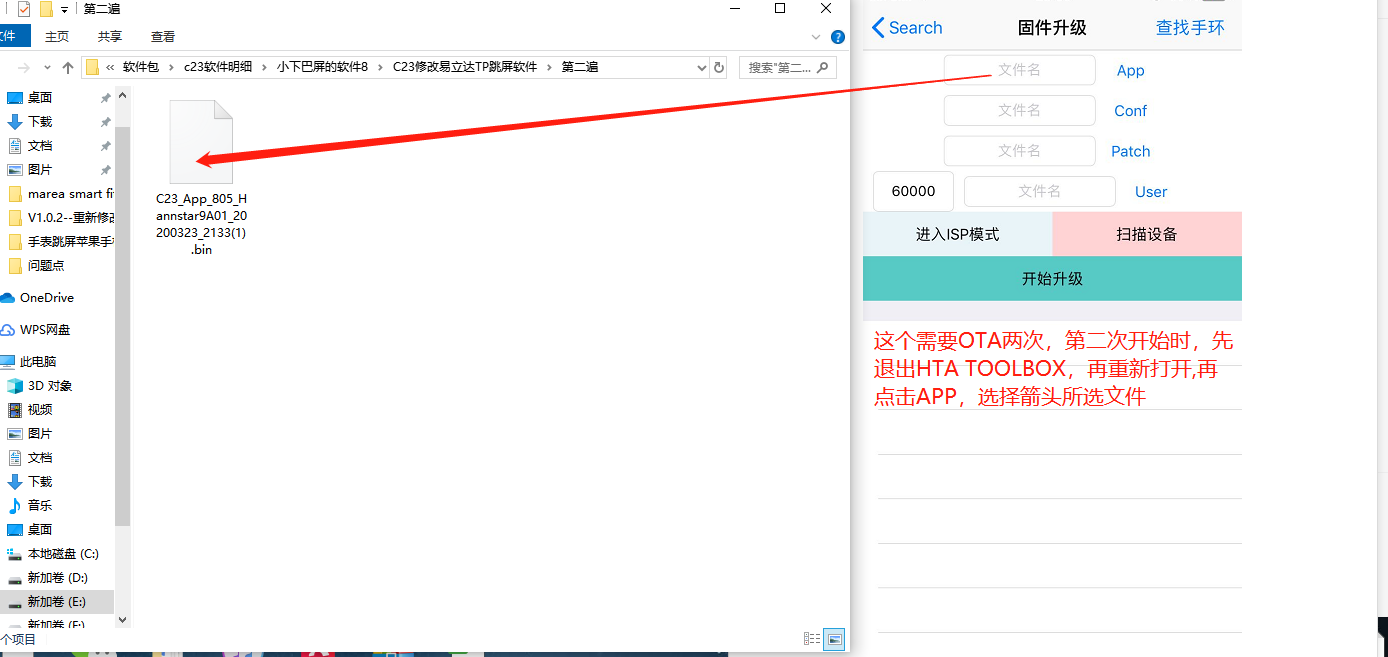 第二遍
文件
主页
共享
查看
« 软件包 › c23软件明细 › 小下巴屏的软件8 › C23修改易立达TP跳屏软件 › 第二遍
搜索"第二...
桌面
下载
文档
图片
marea smart fi
V1.0.2--重新修改
手表跳屏苹果手机
问题点
OneDrive
WPS网盘
此电脑
3D 对象
视频
图片
文档
下载
音乐
桌面
本地磁盘 (C:)
新加卷 (D:)
新加卷 (E:)
新加卷 (F:)
个项目
C23_App_805_H
annstar9A01_20
200323_2133(1)
.bin
Search
固件升级
查找手环
文件名 App
文件名 Conf
文件名 Patch
60000 文件名 User
进入ISP模式
扫描设备
开始升级
这个需要OTA两次，第二次开始时，先
退出HTA TOOLBOX，再重新打开,再
点击APP，选择箭头所选文件